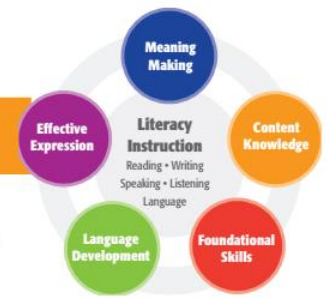 Meaning
Making
Effective
Expression
Literacy
Instruction
Reading • Writing
Speaking • Listening
Language
Content
Knowledge
Language
Development
Foundational
Skills